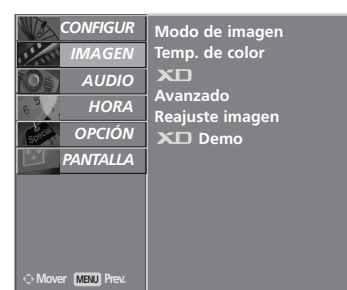 CONFIGUR
IMAGEN
AUDIO
HORA
OPCIÓN
PANTALLA
Modo de imagen
Temp. de color
XD
Avanzado
Reajuste imagen
XD Demo
Mover MENU Prev.